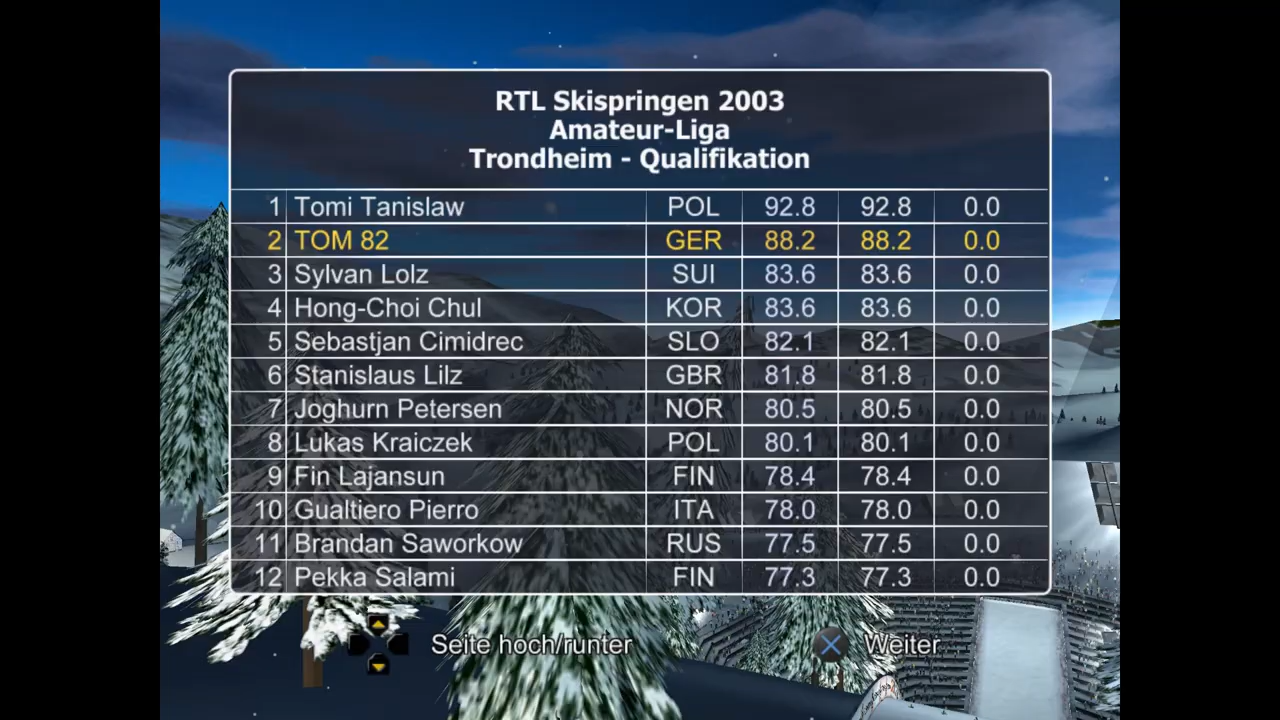 RTL Skispringen 2003
Amateur-Liga
Trondheim - Qualifikation
1 Tomi Tanislaw POL 92.8 92.8 0.0
2 TOM 82 GER 88.2 88.2 0.0
3 Sylvan Lolz SUI 83.6 83.6 0.0
4 Hong-Choi Chul KOR 83.6 83.6 0.0
5 Sebastjan Cimidrec SLO 82.1 82.1 0.0
6 Stanislaus Lilz GBR 81.8 81.8 0.0
7 Joghurn Petersen NOR 80.5 80.5 0.0
8 Lukas Kraiczek POL 80.1 80.1 0.0
9 Fin Lajansun FIN 78.4 78.4 0.0
10 Gualtiero Pierro ITA 78.0 78.0 0.0
11 Brandan Saworkow RUS 77.5 77.5 0.0
12 Pekka Salami FIN 77.3 77.3 0.0
Seite hoch/runter Weiter